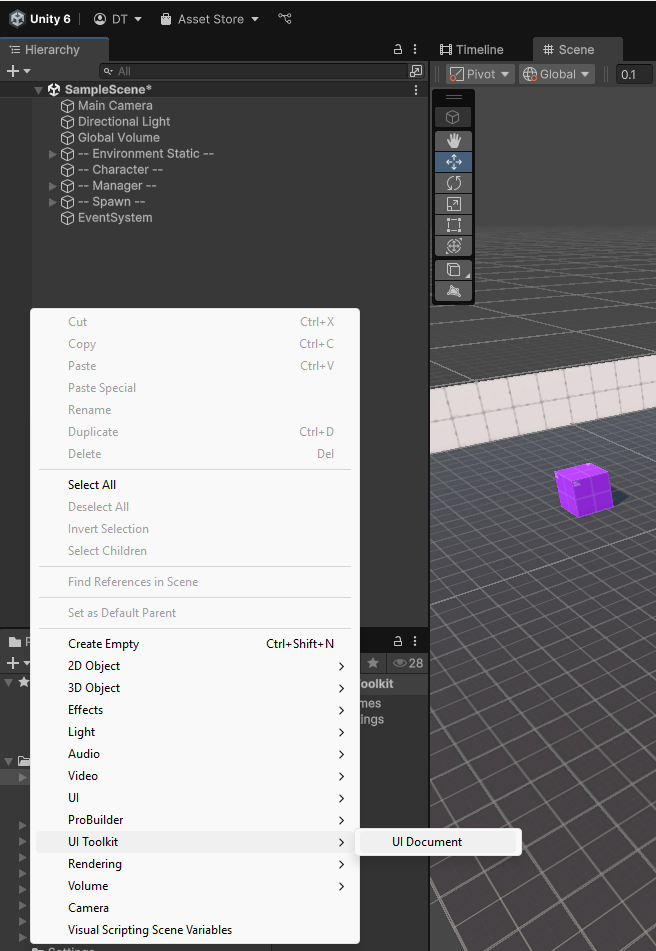 Unity 6 DT Asset Store
Hierarchy
All
SampleScene*
Main Camera
Directional Light
Global Volume
-- Environment Static --
-- Character --
-- Manager --
-- Spawn --
EventSystem
Timeline Scene
Pivot Global 0.1
Cut Ctrl+X
Copy Ctrl+C
Paste Ctrl+V
Paste Special
Rename
Duplicate Ctrl+D
Delete Del
Select All
Deselect All
Invert Selection
Select Children
Find References in Scene
Set as Default Parent
Create Empty Ctrl+Shift+N
2D Object
3D Object
Effects
Light
Audio
Video
UI
ProBuilder
UI Toolkit
UI Document
Rendering
Volume
Camera
Visual Scripting Scene Variables
28